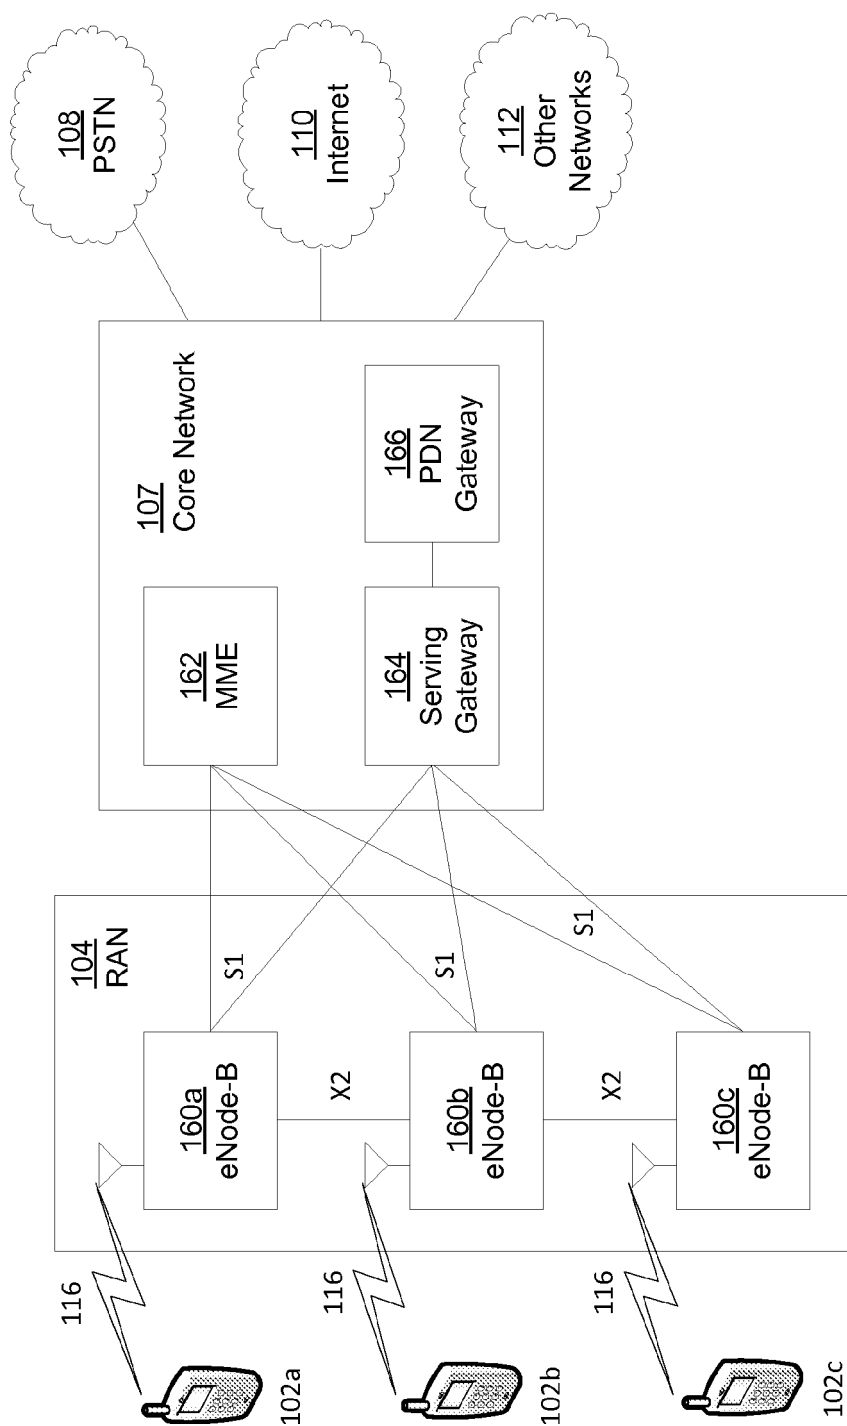 108
PSTN
110
Internet
112
Other
Networks
107
Core Network
162
MME
166
PDN
Gateway
164
Serving
Gateway
104
RAN
S1
S1
S1
160a
eNode-B
X2
160b
eNode-B
X2
160c
eNode-B
116
116
116
102a
102b
102c